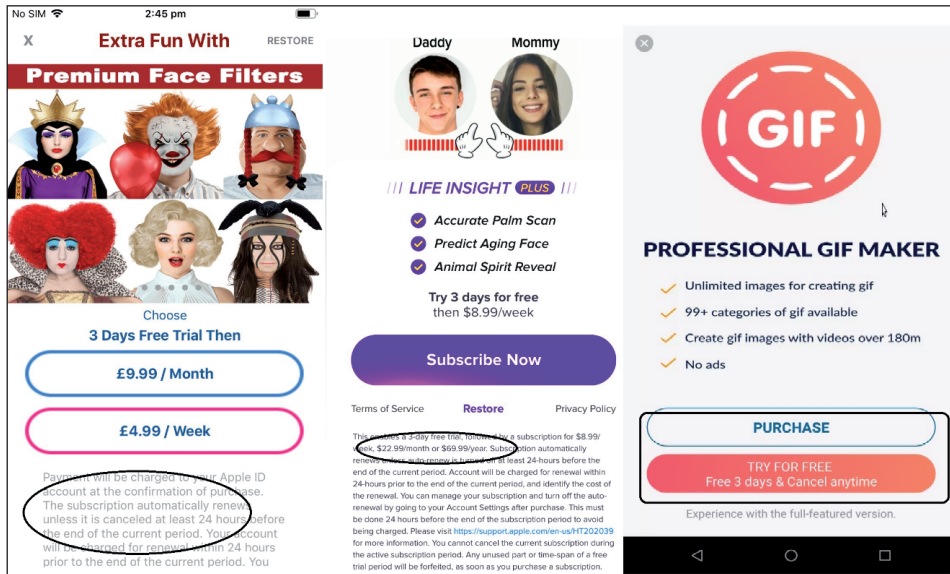 No SIM
2:45 pm
X
Extra Fun With
RESTORE
Premium Face Filters
Choose
3 Days Free Trial Then
£9.99 / Month
£4.99 / Week
Payment will be charged to your Apple ID
account at the confirmation of purchase.
The subscription automatically renews
unless it is canceled at least 24 hours before
the end of the current period. Your account
will be charged for renewal within 24 hours
prior to the end of the current period. You
Daddy
Mommy
LIFE INSIGHT PLUS
Accurate Palm Scan
Predict Aging Face
Animal Spirit Reveal
Try 3 days for free
then $8.99/week
Subscribe Now
Terms of Service
Restore
Privacy Policy
This enables a 3-day free trial, followed by a subscription for $8.99/
week, $22.99/month or $69.99/year. Subscription automatically
renews unless auto-renew is turned off at least 24-hours before the
end of the current period. Account will be charged for renewal within
24-hours prior to the end of the current period, and identify the cost of
the renewal. You can manage your subscription and turn off the auto-
renewal by going to your Account Settings after purchase. This must
be done 24 hours before the end of the subscription period to avoid
being charged. Please visit https://support.apple.com/en-us/HT202039
for more information. You cannot cancel the current subscription during
the active subscription period. Any unused part or time-span of a free
trial period will be forfeited, as soon as you purchase a subscription.
GIF
PROFESSIONAL GIF MAKER
Unlimited images for creating gif
99+ categories of gif available
Create gif images with videos over 180m
No ads
PURCHASE
TRY FOR FREE
Free 3 days & Cancel anytime
Experience with the full-featured version.